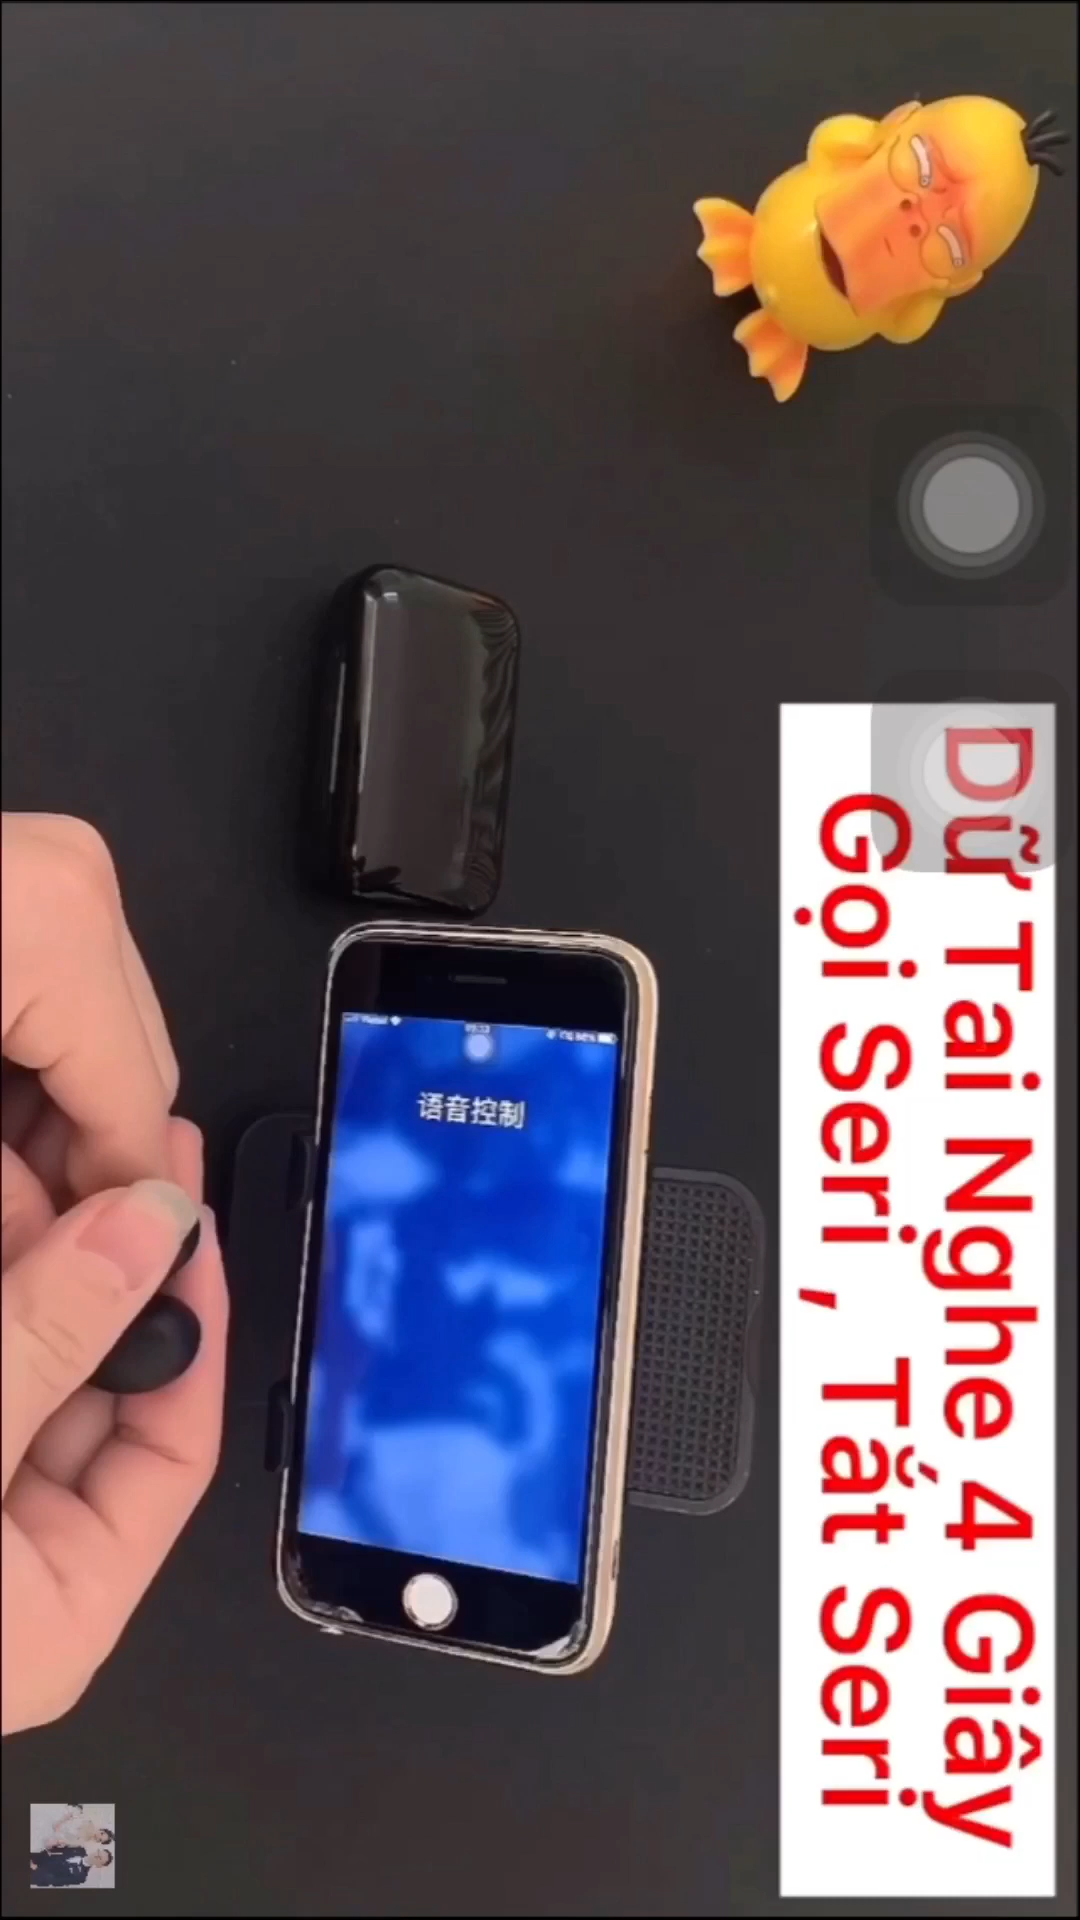 Dữ Tai Nghe 4 Giây
Gọi Seri , Tắt Seri
语音控制